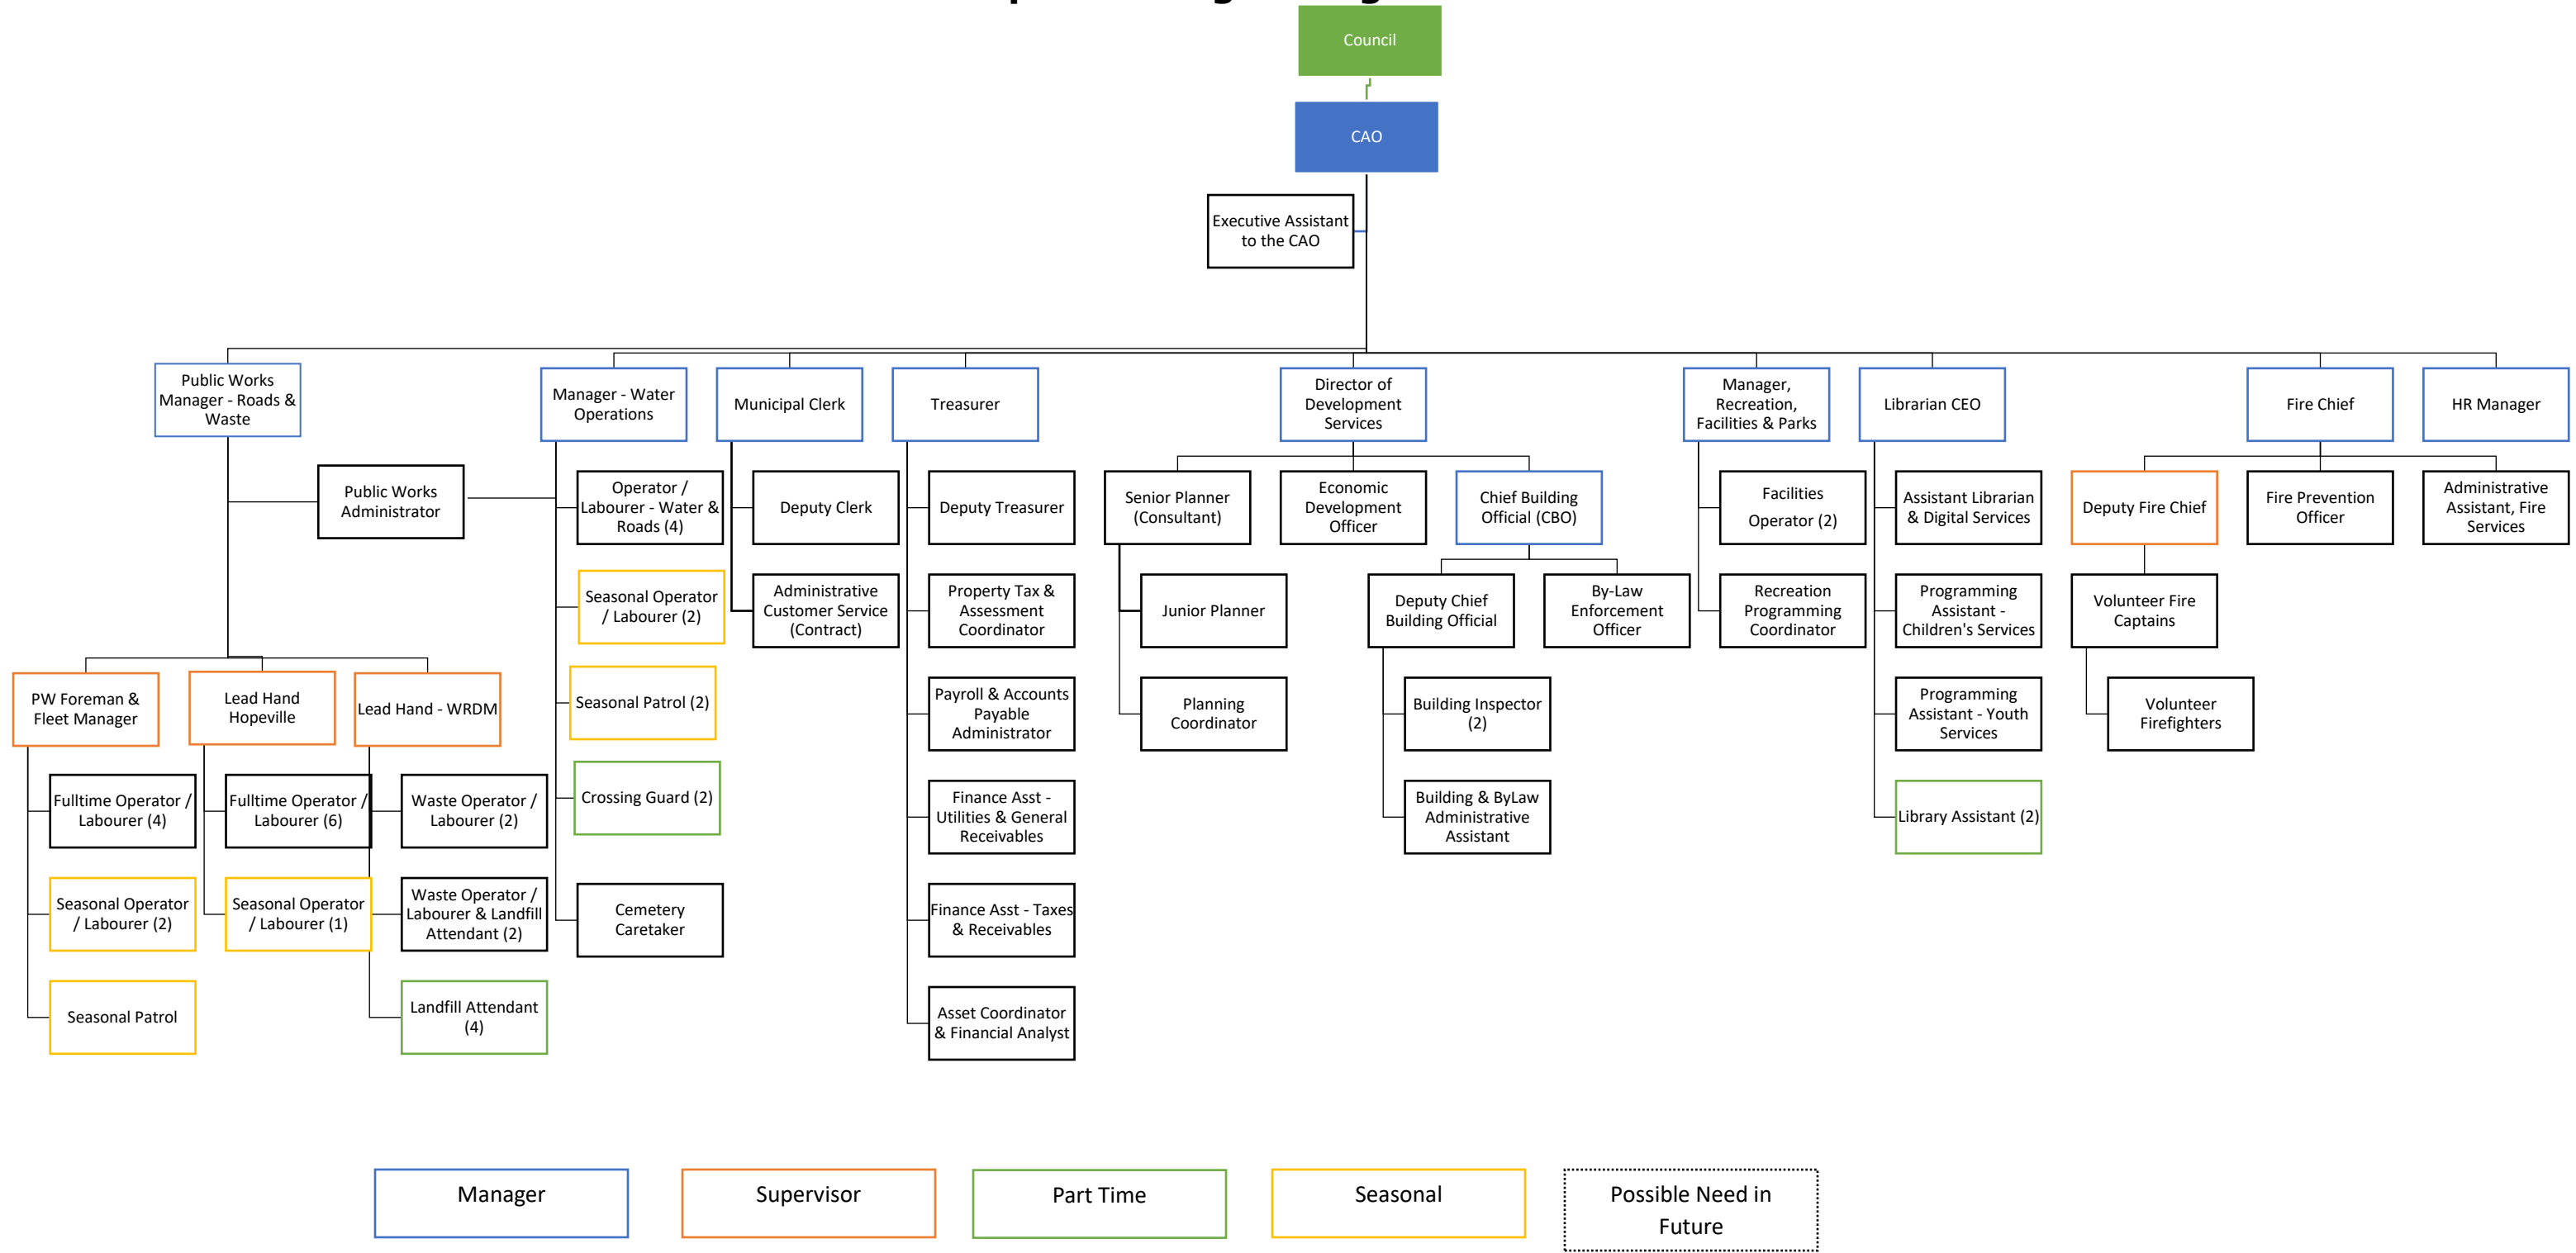 Council
CAO
Executive Assistant
to the CAO
Public Works
Manager - Roads &
Waste
Manager - Water
Operations
Municipal Clerk
Treasurer
Director of
Development
Services
Manager,
Recreation,
Facilities & Parks
Librarian CEO
Fire Chief
HR Manager
Public Works
Administrator
Operator /
Labourer - Water &
Roads (4)
Deputy Clerk
Deputy Treasurer
Senior Planner
(Consultant)
Economic
Development
Officer
Chief Building
Official (CBO)
Facilities
Operator (2)
Assistant Librarian
& Digital Services
Deputy Fire Chief
Fire Prevention
Officer
Administrative
Assistant, Fire
Services
Seasonal Operator
/ Labourer (2)
Administrative
Customer Service
(Contract)
Property Tax &
Assessment
Coordinator
Junior Planner
Deputy Chief
Building Official
By-Law
Enforcement
Officer
Recreation
Programming
Coordinator
Programming
Assistant -
Children's Services
Volunteer Fire
Captains
PW Foreman &
Fleet Manager
Lead Hand
Hopeville
Lead Hand - WRDM
Seasonal Patrol (2)
Payroll & Accounts
Payable
Administrator
Planning
Coordinator
Building Inspector
(2)
Programming
Assistant - Youth
Services
Volunteer
Firefighters
Fulltime Operator /
Labourer (4)
Fulltime Operator /
Labourer (6)
Waste Operator /
Labourer (2)
Crossing Guard (2)
Finance Asst -
Utilities & General
Receivables
Building & ByLaw
Administrative
Assistant
Library Assistant (2)
Seasonal Operator
/ Labourer (2)
Seasonal Operator
/ Labourer (1)
Waste Operator /
Labourer & Landfill
Attendant (2)
Cemetery
Caretaker
Finance Asst - Taxes
& Receivables
Seasonal Patrol
Landfill Attendant
(4)
Asset Coordinator
& Financial Analyst
Manager
Supervisor
Part Time
Seasonal
Possible Need in
Future